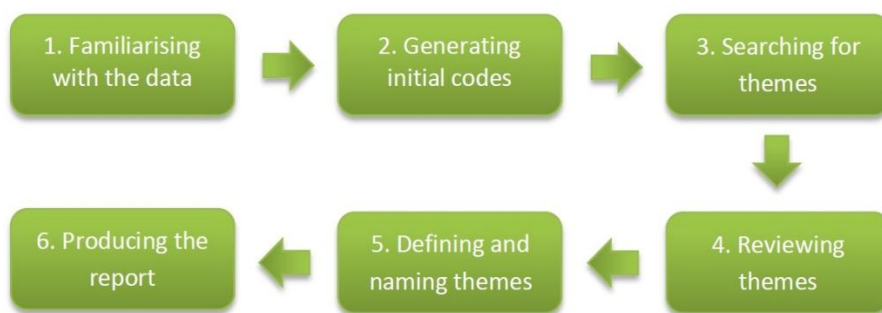 1. Familiarising
with the data
2. Generating
initial codes
3. Searching for
themes
4. Reviewing
themes
5. Defining and
naming themes
6. Producing the
report